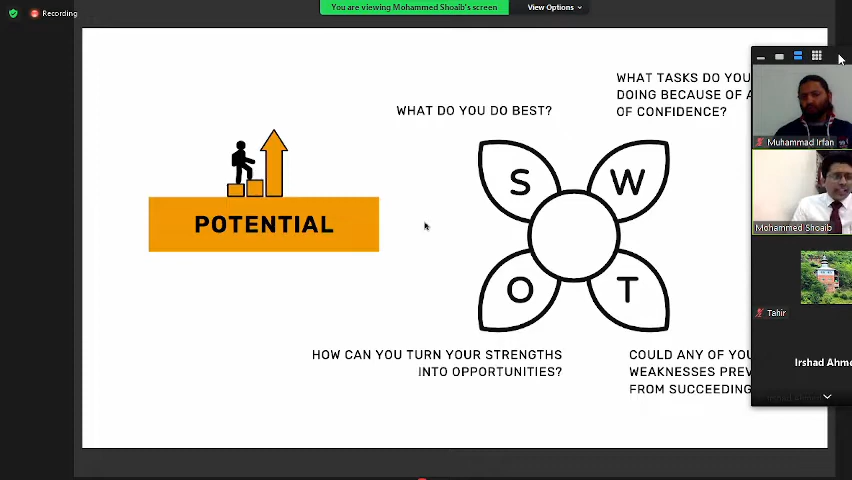 Recording
You are viewing Mohammed Shoaib's screen
View Options
WHAT DO YOU DO BEST?
WHAT TASKS DO YOU
DOING BECAUSE OF A
OF CONFIDENCE?
POTENTIAL
S
W
O
T
HOW CAN YOU TURN YOUR STRENGTHS
INTO OPPORTUNITIES?
COULD ANY OF YOU
WEAKNESSES PREV
FROM SUCCEEDING
Muhammad Irfan
Mohammed Shoaib
Tahir
Irshad Ahme